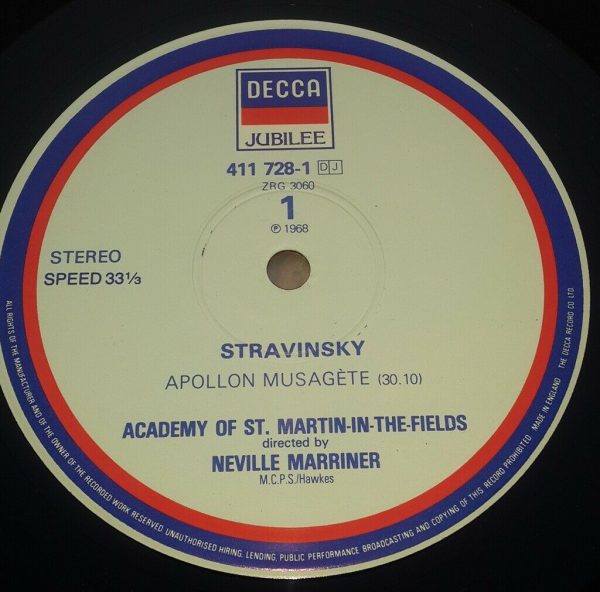 DECCA
JUBILEE
411 728-1 DJ
ZRG 3060
1
℗ 1968
STEREO
SPEED 33⅓
STRAVINSKY
APOLLON MUSAGÈTE (30.10)
ACADEMY OF ST. MARTIN-IN-THE-FIELDS
directed by
NEVILLE MARRINER
M.C.P.S./Hawkes
ALL RIGHTS OF THE MANUFACTURER AND OF THE OWNER OF THE RECORDED WORK RESERVED. UNAUTHORISED HIRING, LENDING, PUBLIC PERFORMANCE BROADCASTING AND COPYING OF THIS RECORD PROHIBITED. MADE IN ENGLAND THE DECCA RECORD CO LTD.